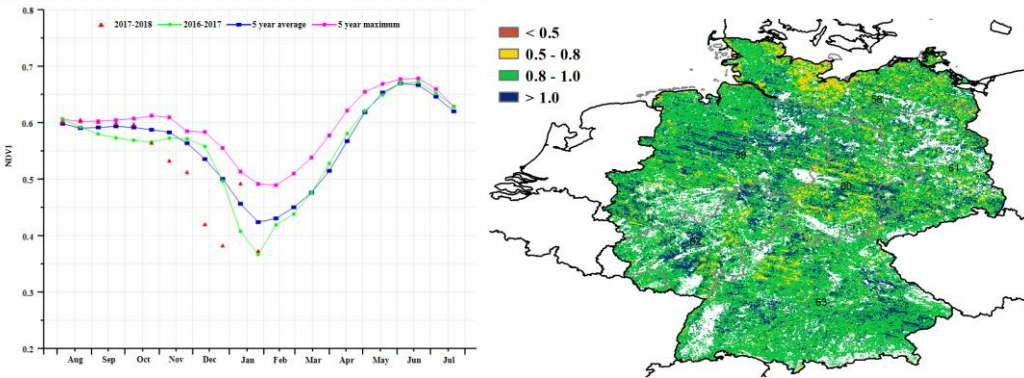 0.8
2017-2018 2016-2017 5 year average 5 year maximum
0.7
0.6
0.5
0.4
0.3
0.2
NDVI
Aug Sep Oct Nov Dec Jan Feb Mar Apr May Jun Jul
< 0.5
0.5 - 0.8
0.8 - 1.0
> 1.0
61
60
62
63